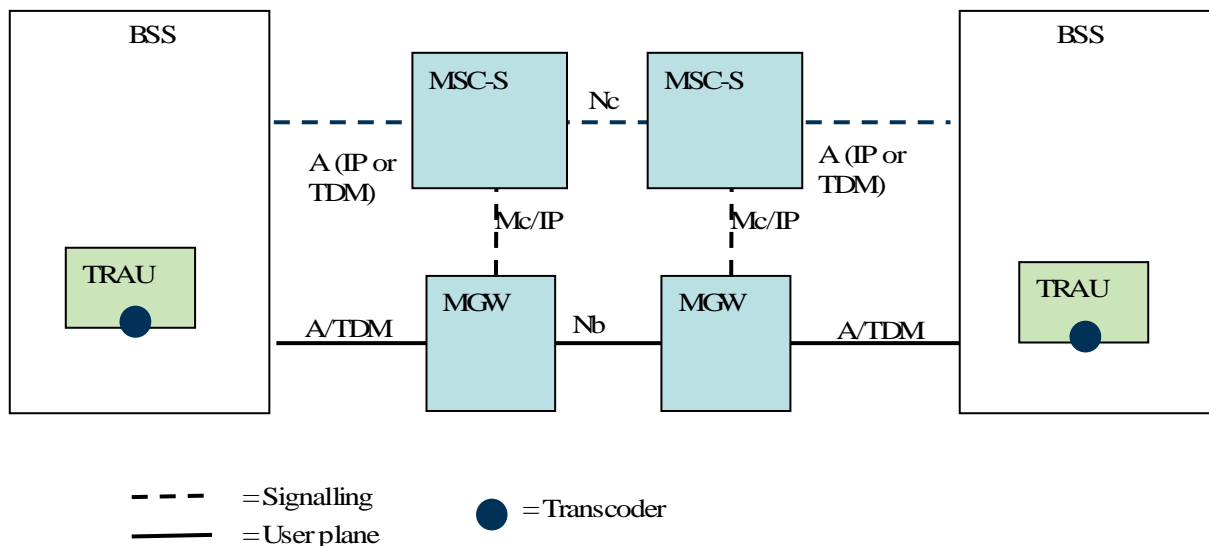 BSS
BSS
MSC-S
MSC-S
Nc
A (IP or
TDM)
A (IP or
TDM)
Mc/IP
Mc/IP
TRAU
TRAU
MGW
MGW
A/TDM
Nb
A/TDM
= Signalling
= Transcoder
= User plane